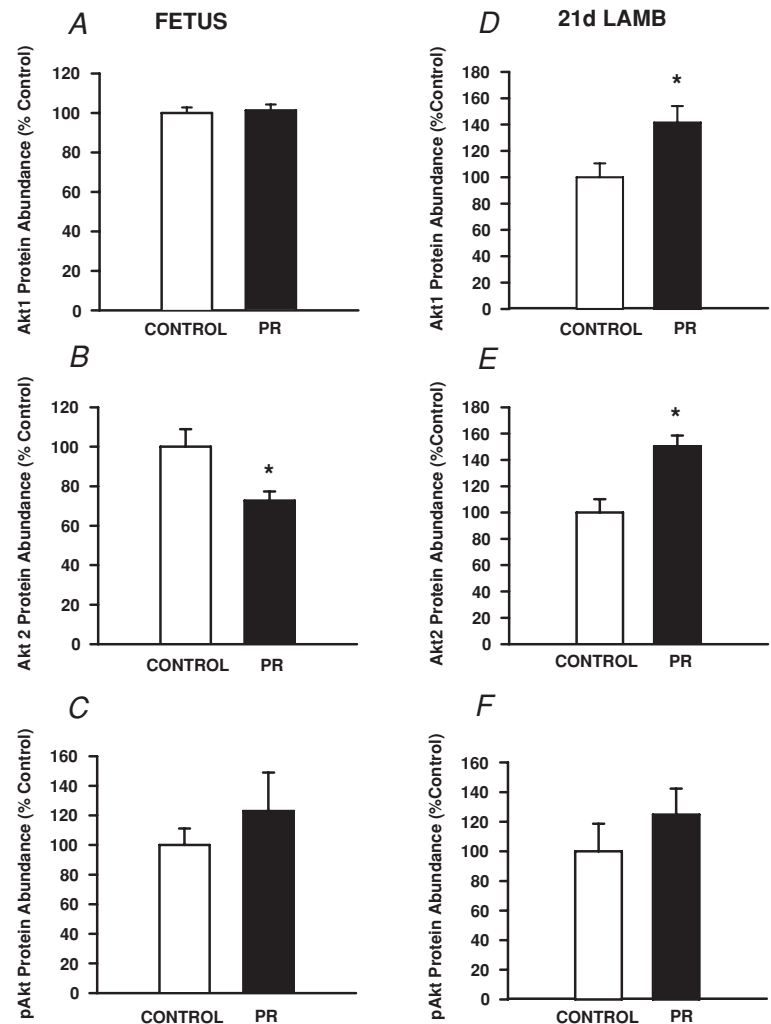 A
FETUS
Akt1 Protein Abundance (% Control)
120
100
80
60
40
20
0
CONTROL
PR
D
21d LAMB
Akt1 Protein Abundance (%Control)
180
160
140
120
100
80
60
40
20
0
*
CONTROL
PR
B
Akt 2 Protein Abundance (% Control)
120
100
80
60
40
20
0
*
CONTROL
PR
E
Akt2 Protein Abundance (%Control)
180
160
140
120
100
80
60
40
20
0
*
CONTROL
PR
C
pAkt Protein Abundance (% Control)
160
140
120
100
80
60
40
20
0
CONTROL
PR
F
pAkt Protein Abundance (%Control)
160
140
120
100
80
60
40
20
0
CONTROL
PR